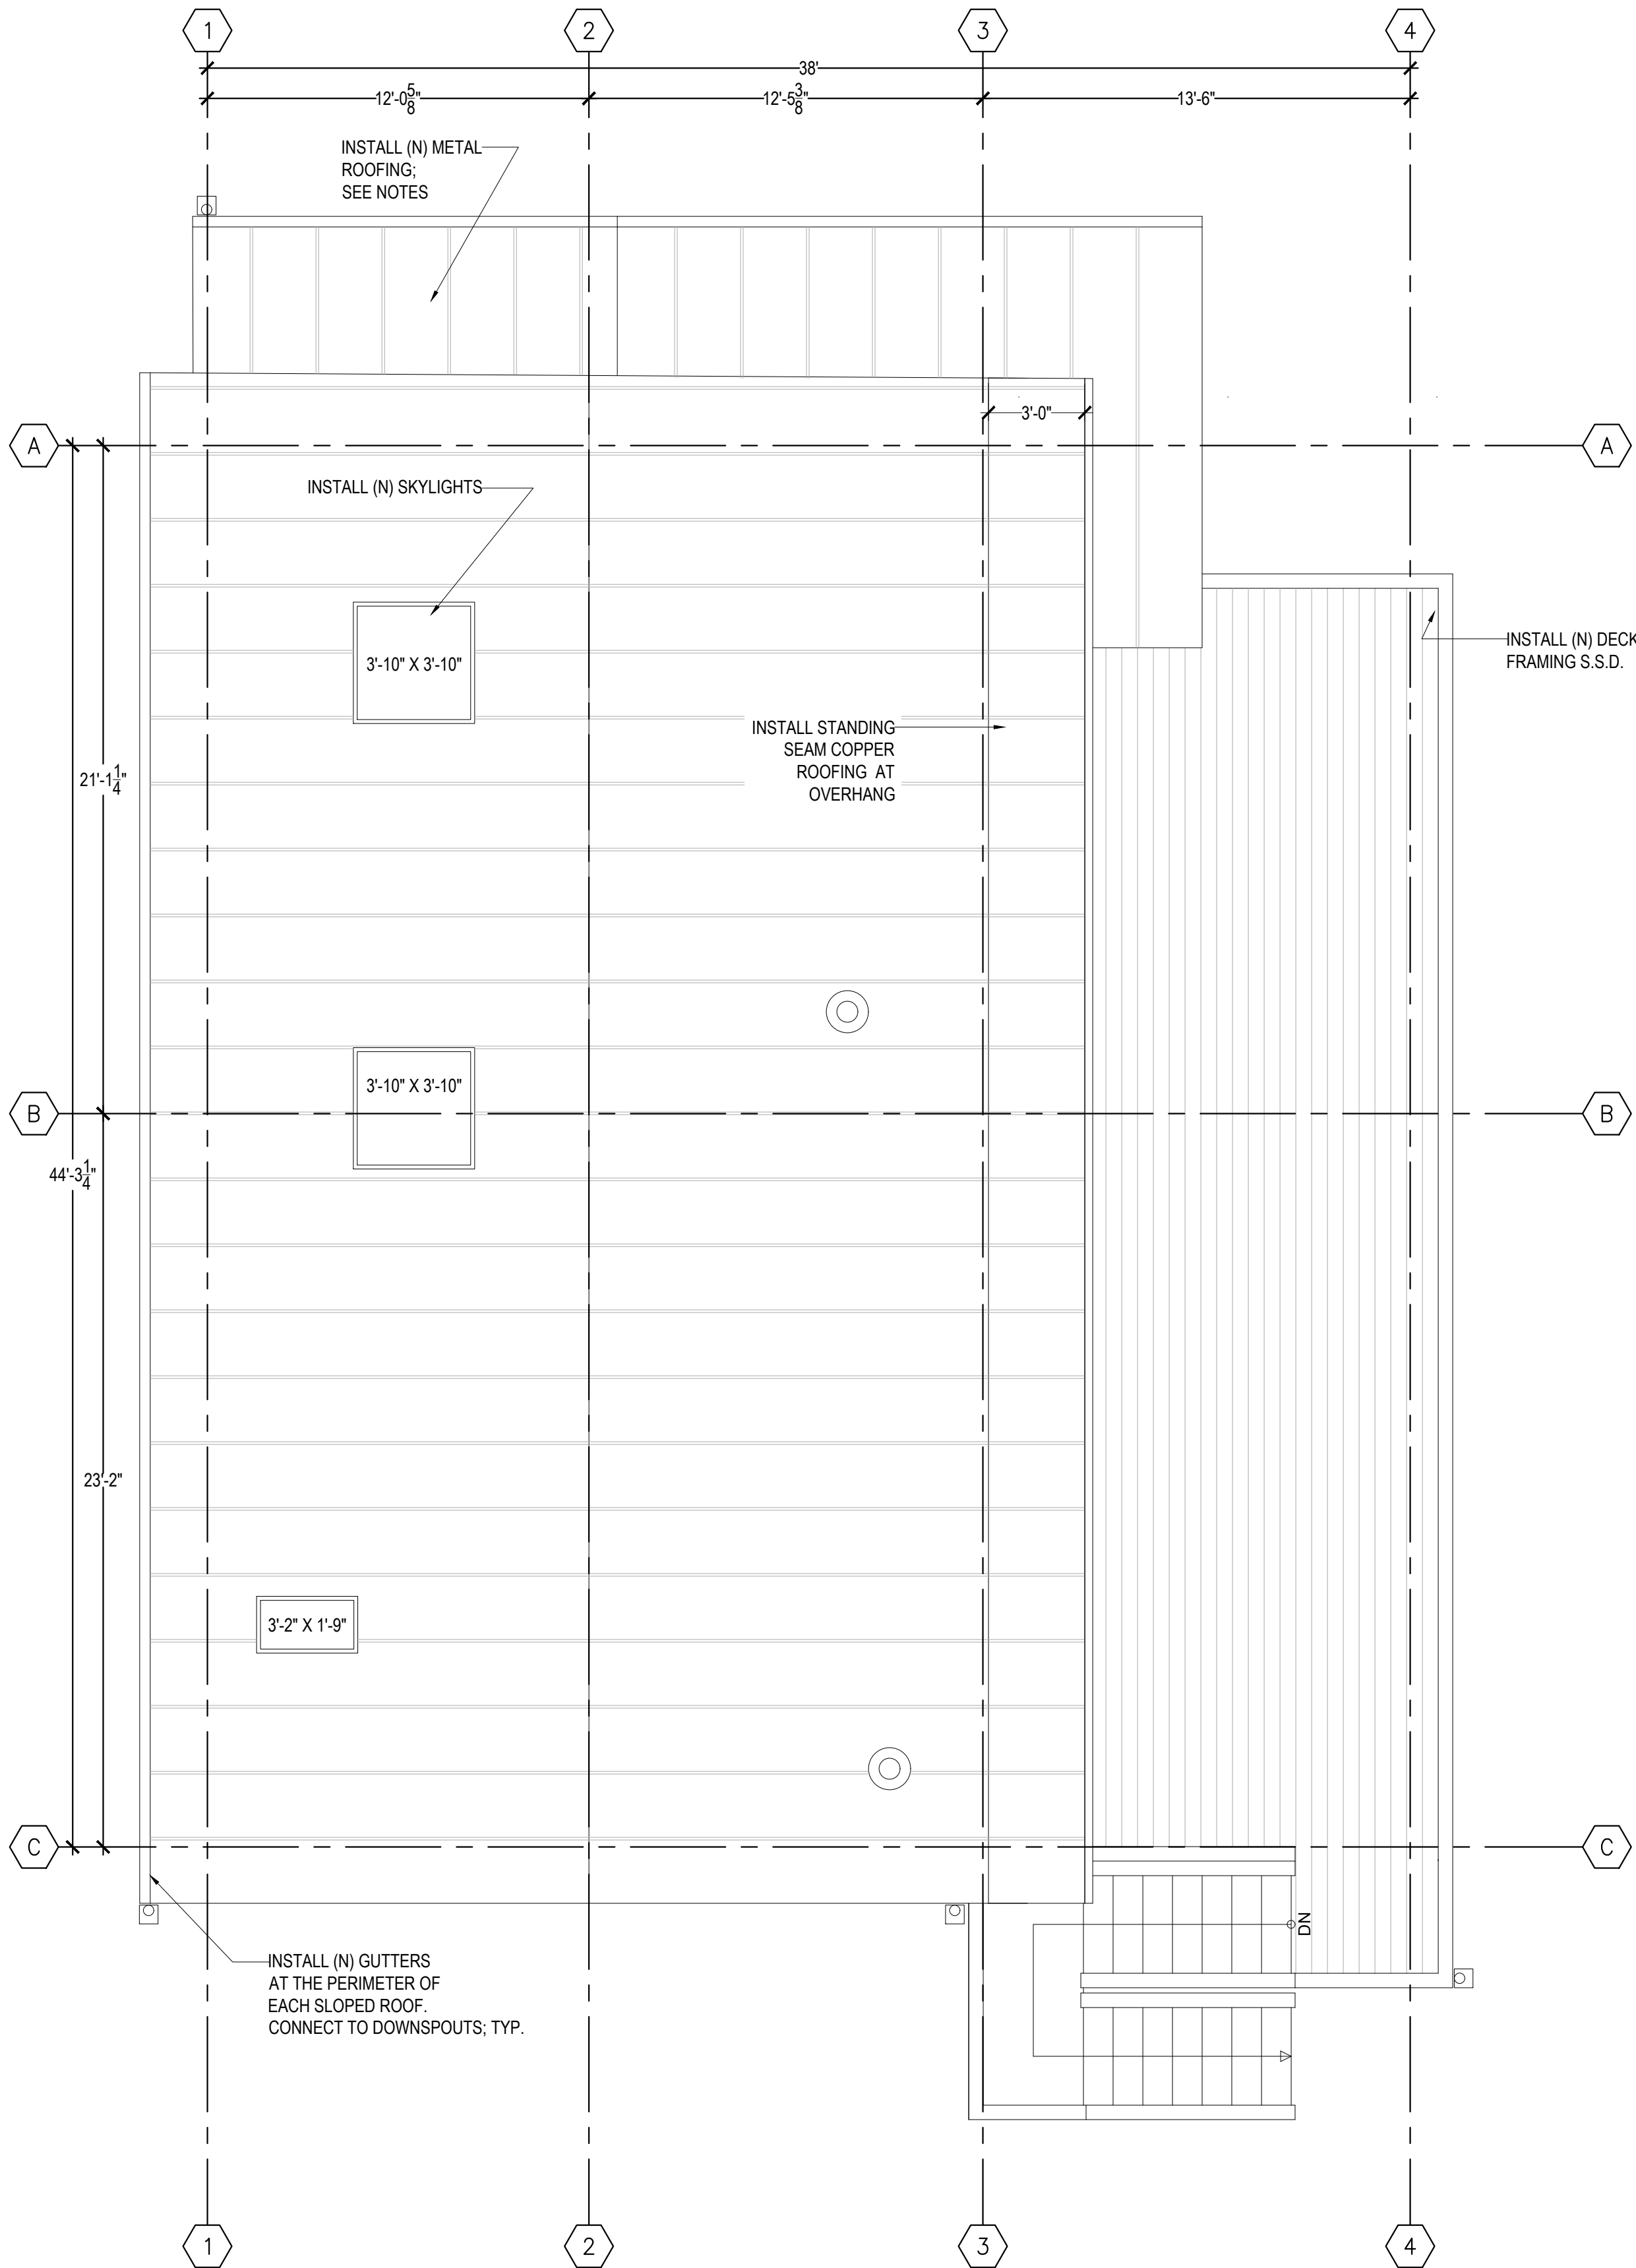 1 2 3 4
38'
12'-0 5/8" 12'-5 3/8" 13'-6"
INSTALL (N) METAL
ROOFING;
SEE NOTES
3'-0"
A A
INSTALL (N) SKYLIGHTS
3'-10" X 3'-10"
INSTALL (N) DECK
FRAMING S.S.D.
INSTALL STANDING
SEAM COPPER
ROOFING AT
OVERHANG
21'-1 1/4"
3'-10" X 3'-10"
B B
44'-3 1/4"
23'-2"
3'-2" X 1'-9"
C C
DN
INSTALL (N) GUTTERS
AT THE PERIMETER OF
EACH SLOPED ROOF.
CONNECT TO DOWNSPOUTS; TYP.
1 2 3 4